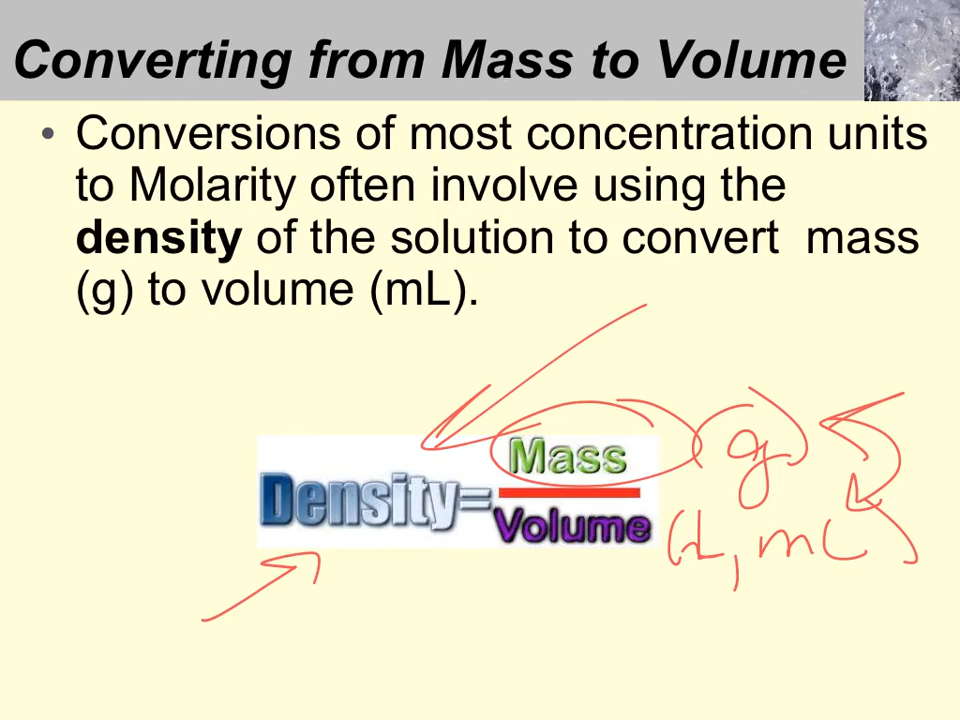 Converting from Mass to Volume
• Conversions of most concentration units
to Molarity often involve using the
density of the solution to convert  mass
(g) to volume (mL).
Density= Mass (g)
Volume (L, mL)